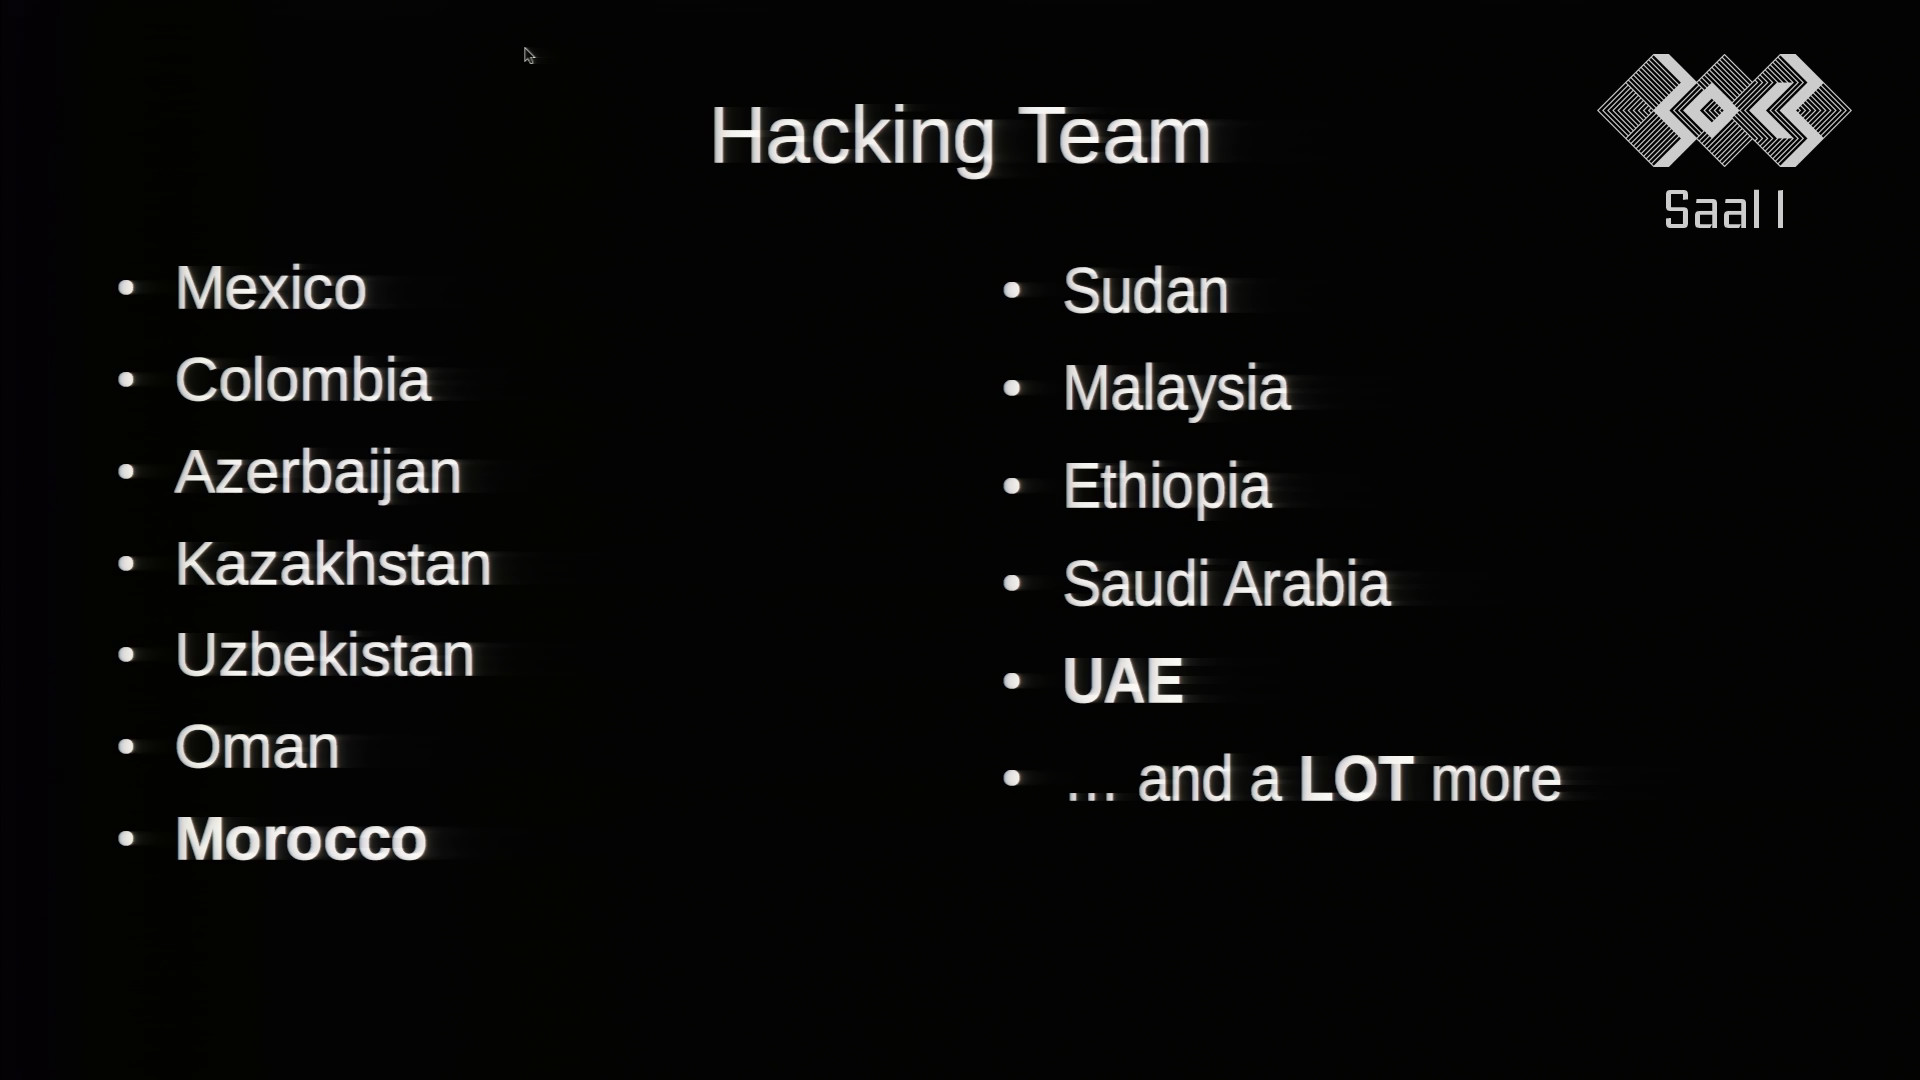 Hacking Team
Saal 1
• Mexico
• Colombia
• Azerbaijan
• Kazakhstan
• Uzbekistan
• Oman
• Morocco
• Sudan
• Malaysia
• Ethiopia
• Saudi Arabia
• UAE
• ... and a LOT more